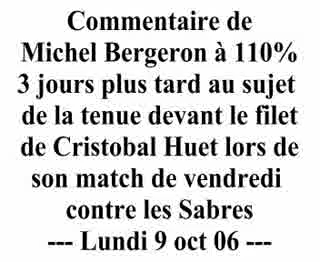 Commentaire de
Michel Bergeron à 110%
3 jours plus tard au sujet
de la tenue devant le filet
de Cristobal Huet lors de
son match de vendredi
contre les Sabres
--- Lundi 9 oct 06 ---